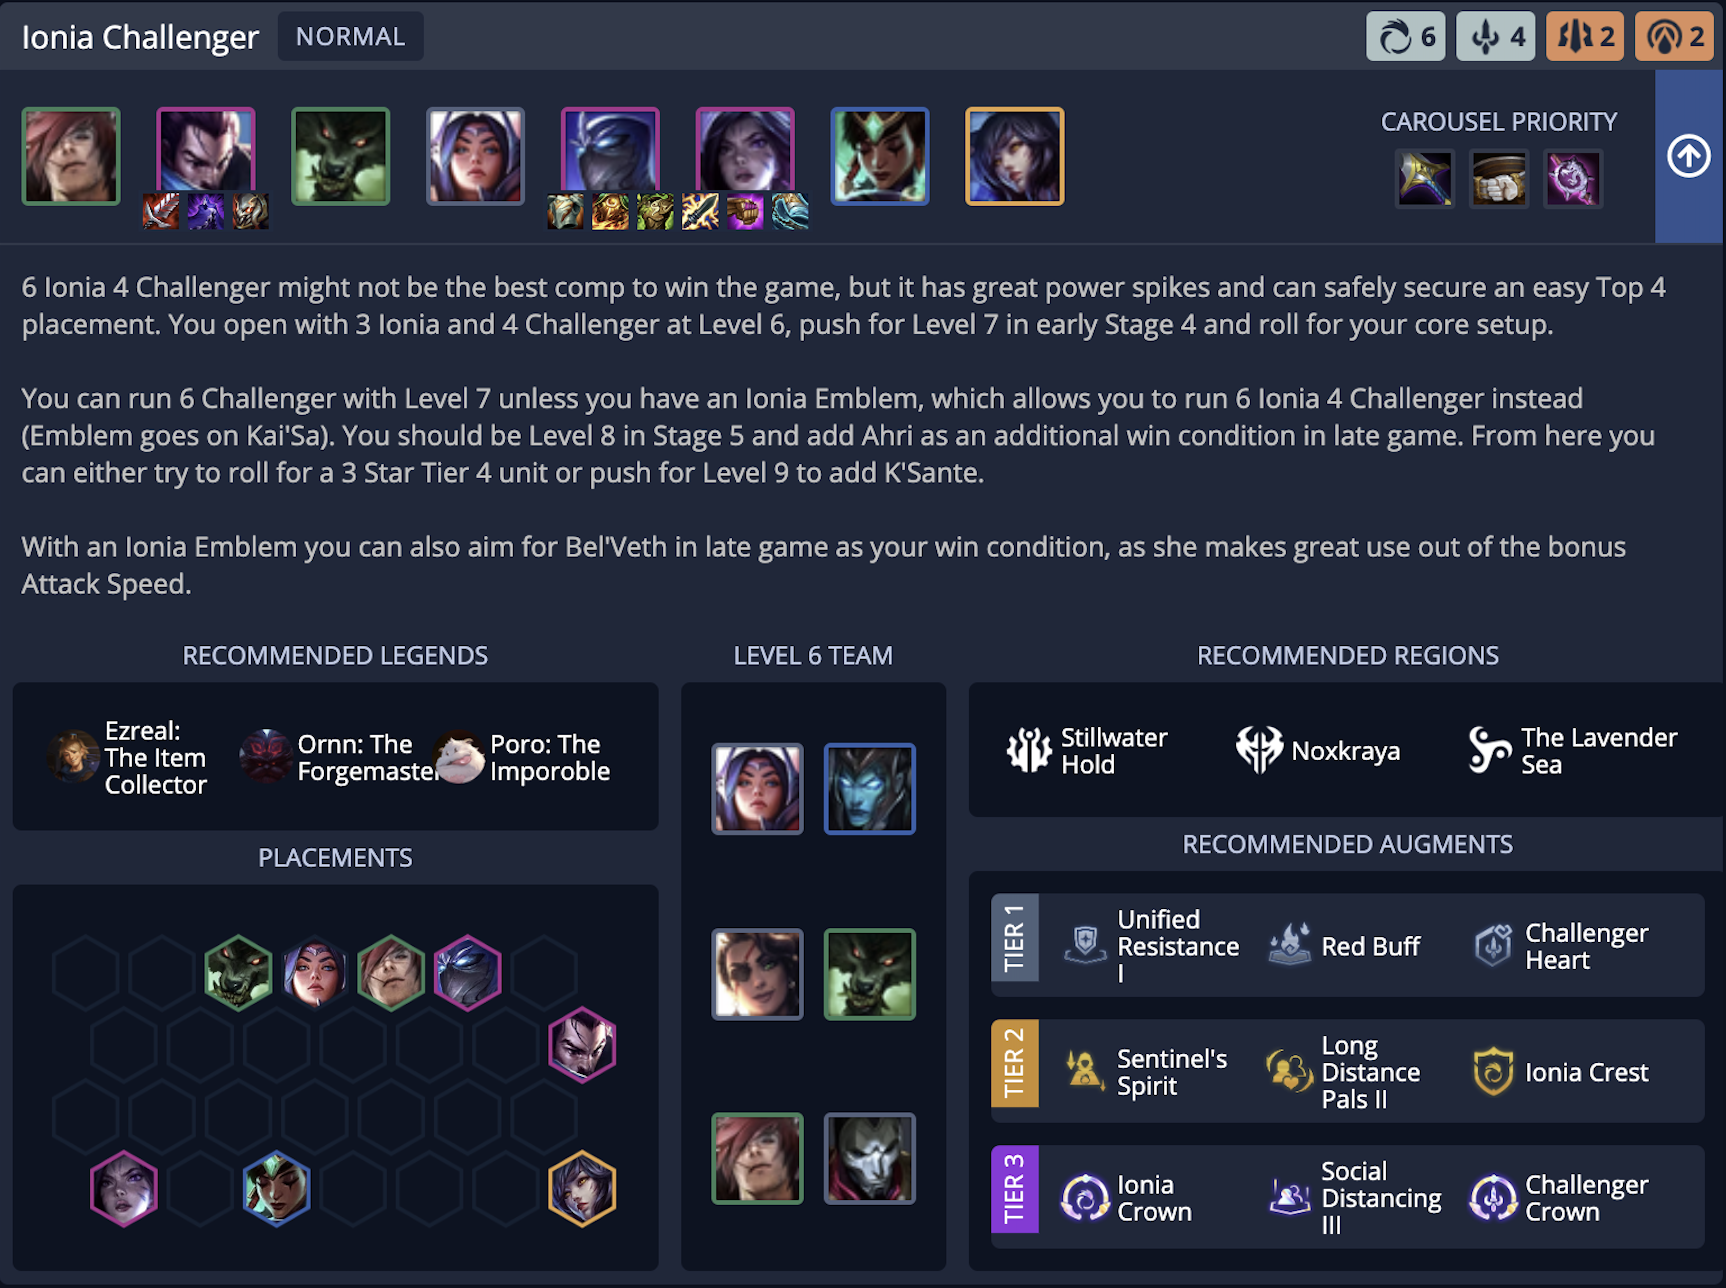 Ionia Challenger
NORMAL
6
4
2
2
CAROUSEL PRIORITY
6 Ionia 4 Challenger might not be the best comp to win the game, but it has great power spikes and can safely secure an easy Top 4
placement. You open with 3 Ionia and 4 Challenger at Level 6, push for Level 7 in early Stage 4 and roll for your core setup.
You can run 6 Challenger with Level 7 unless you have an Ionia Emblem, which allows you to run 6 Ionia 4 Challenger instead
(Emblem goes on Kai'Sa). You should be Level 8 in Stage 5 and add Ahri as an additional win condition in late game. From here you
can either try to roll for a 3 Star Tier 4 unit or push for Level 9 to add K'Sante.
With an Ionia Emblem you can also aim for Bel'Veth in late game as your win condition, as she makes great use out of the bonus
Attack Speed.
RECOMMENDED LEGENDS
Ezreal:
The Item
Collector
Ornn: The
Forgemaster
Poro: The
Imporoble
PLACEMENTS
LEVEL 6 TEAM
RECOMMENDED REGIONS
Stillwater
Hold
Noxkraya
The Lavender
Sea
RECOMMENDED AUGMENTS
TIER 1
Unified
Resistance
I
Red Buff
Challenger
Heart
TIER 2
Sentinel's
Spirit
Long
Distance
Pals II
Ionia Crest
TIER 3
Ionia
Crown
Social
Distancing
III
Challenger
Crown